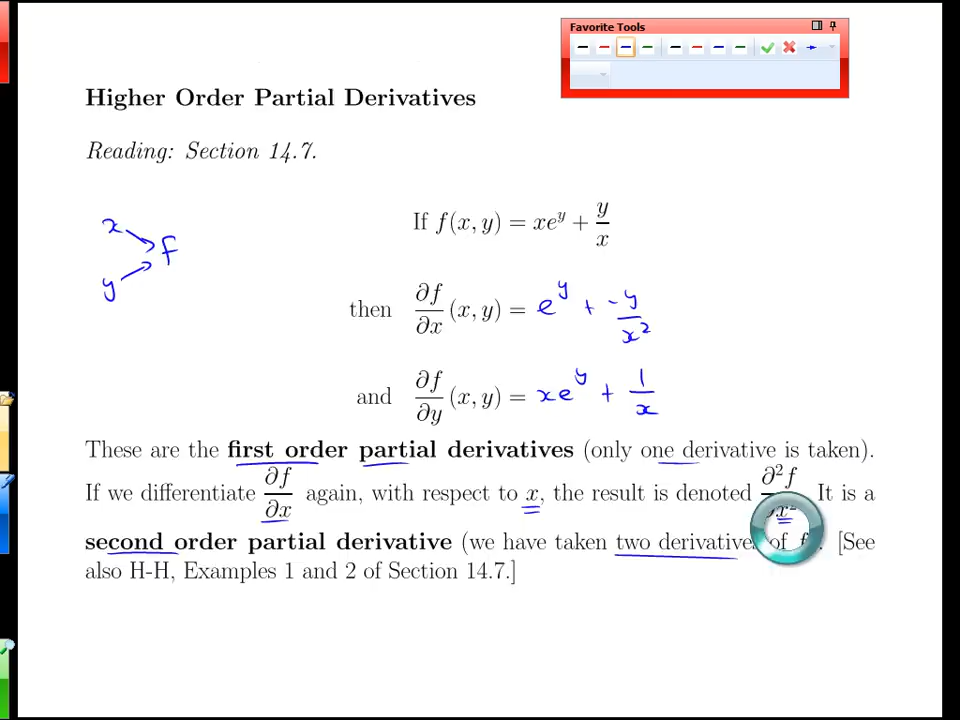 Favorite Tools
Higher Order Partial Derivatives
Reading: Section 14.7.
If f(x, y) = xe^y + y/x
x
y
f
then ∂f/∂x (x, y) = e^y + -y/x^2
and ∂f/∂y (x, y) = xe^y + 1/x
These are the first order partial derivatives (only one derivative is taken).
If we differentiate ∂f/∂x again, with respect to x, the result is denoted ∂²f/∂x². It is a
second order partial derivative (we have taken two derivatives of f). [See
also H-H, Examples 1 and 2 of Section 14.7.]